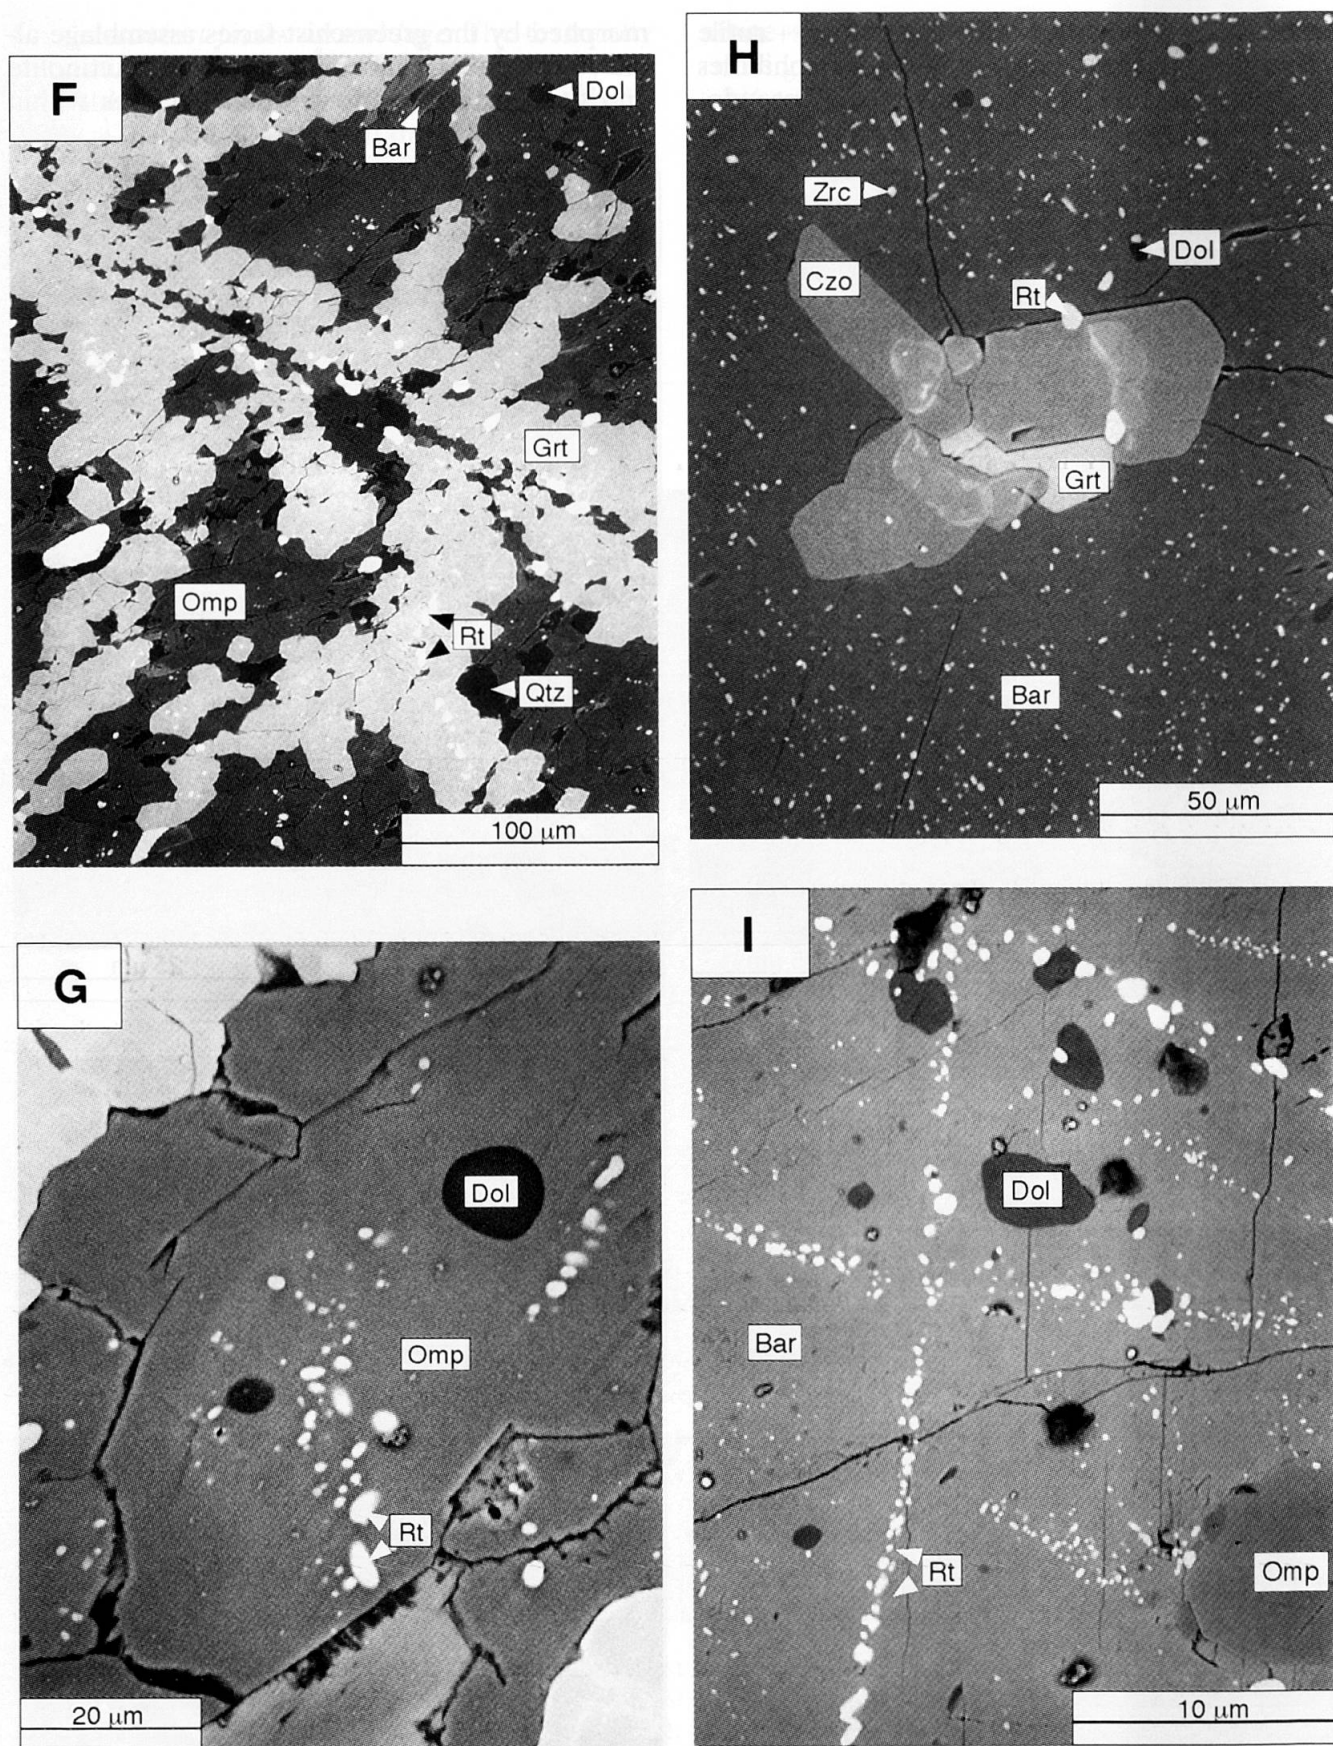 F
Dol
Bar
Grt
Omp
Rt
Qtz
100 µm
H
Zrc
Dol
Czo
Rt
Grt
Bar
50 µm
G
Dol
Omp
Rt
20 µm
I
Dol
Bar
Rt
Omp
10 µm